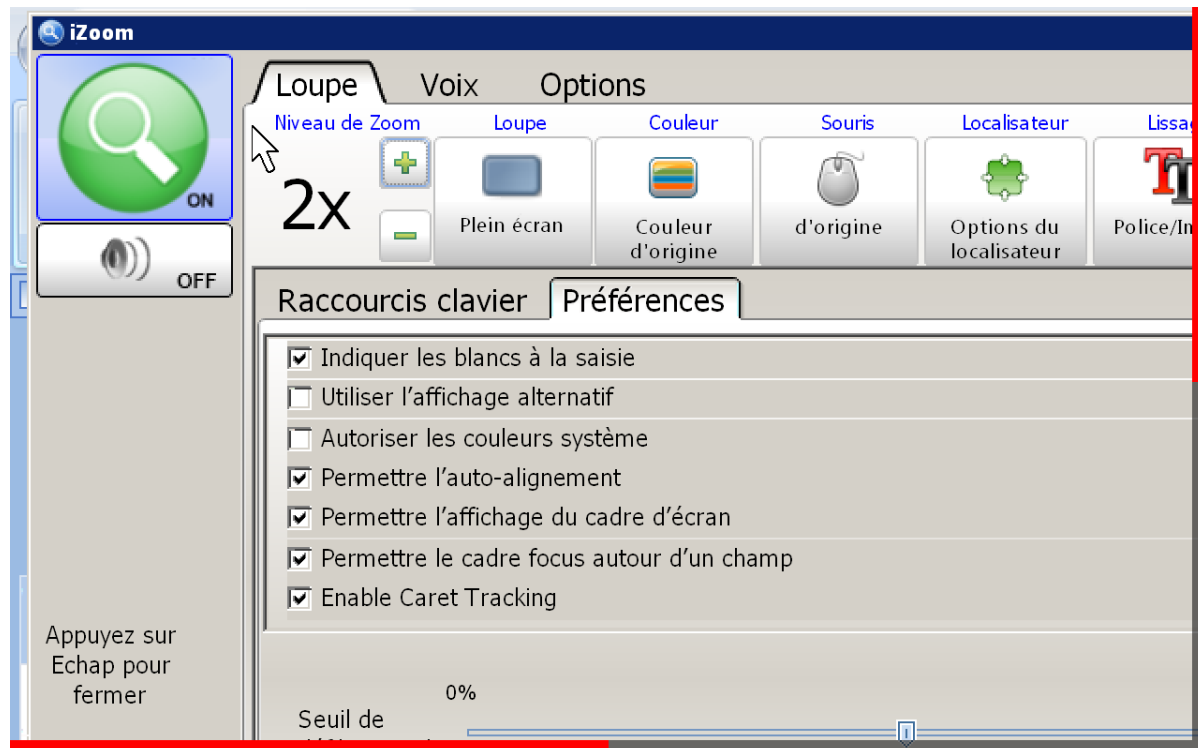 iZoom
ON
OFF
Loupe Voix Options
Niveau de Zoom Loupe Couleur Souris Localisateur
2x
Plein écran
Couleur
d'origine
d'origine
Options du
localisateur
Raccourcis clavier Préférences
Indiquer les blancs à la saisie
Utiliser l’affichage alternatif
Autoriser les couleurs système
Permettre l’auto-alignement
Permettre l’affichage du cadre d’écran
Permettre le cadre focus autour d’un champ
Enable Caret Tracking
Appuyez sur
Echap pour
fermer
0%
Seuil de